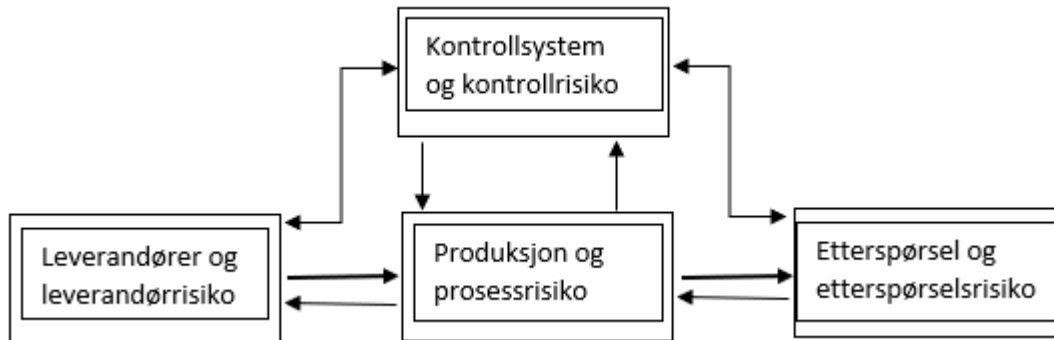 Kontrollsystem
og kontrollrisiko
Leverandører og
leverandørrisiko
Produksjon og
prosessrisiko
Etterspørsel og
etterspørselsrisiko